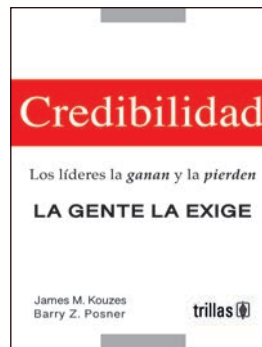 Credibilidad
Los líderes la ganan y la pierden
LA GENTE LA EXIGE
James M. Kouzes
Barry Z. Posner
trillas